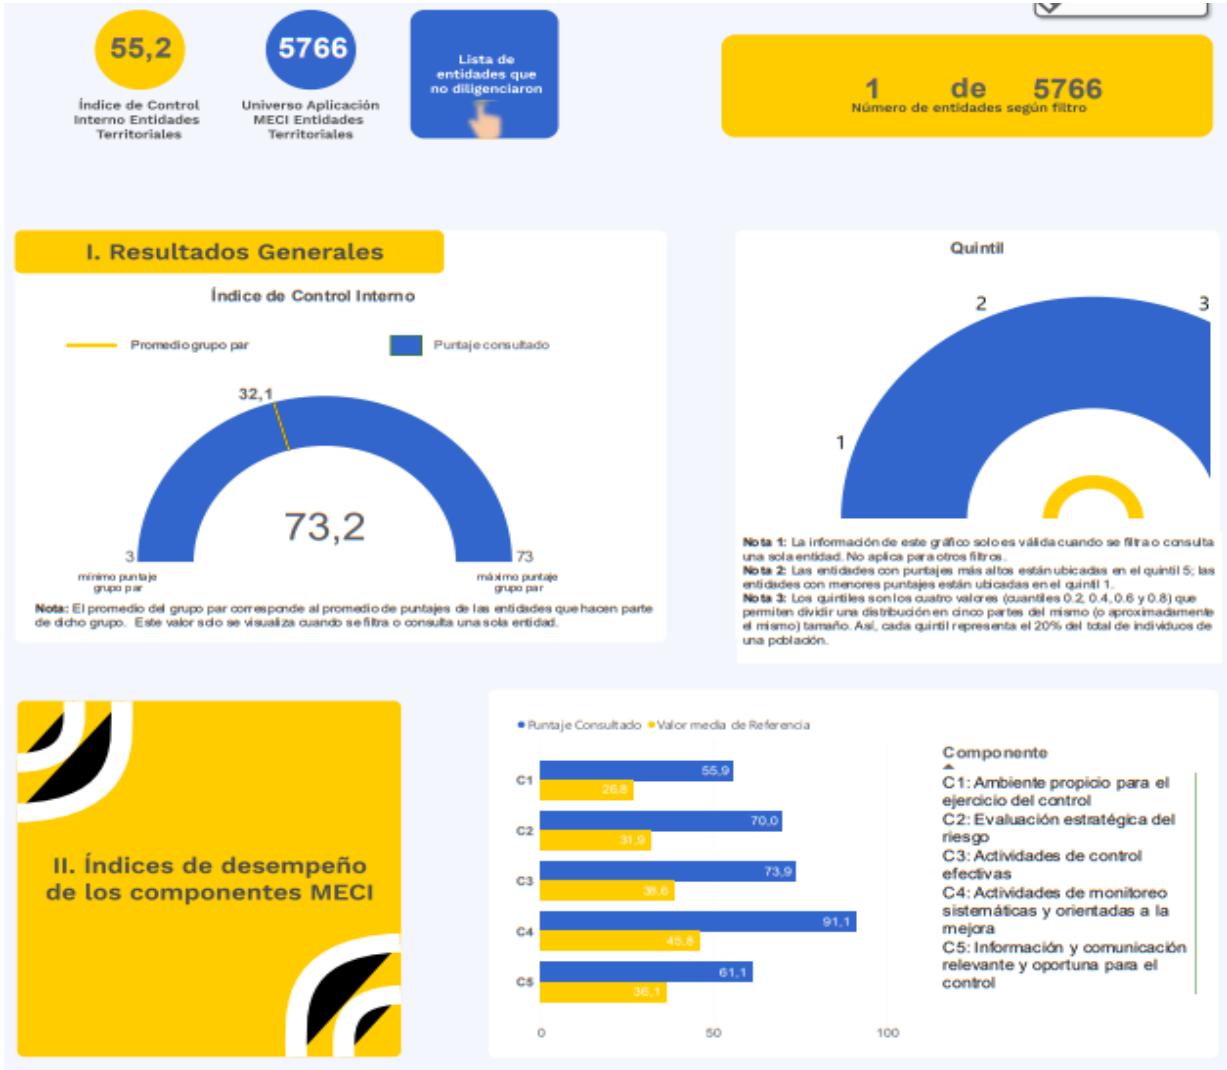 55,2
Índice de Control
Interno Entidades
Territoriales
5766
Universo Aplicación
MECI Entidades
Territoriales
Lista de
entidades que
no diligenciaron
1 de 5766
Número de entidades según filtro
I. Resultados Generales
Índice de Control Interno
Promedio grupo par
Puntaje consultado
32,1
73,2
3
73
mínimo puntaje
grupo par
máximo puntaje
grupo par
Nota: El promedio del grupo par corresponde al promedio de puntajes de las entidades que hacen parte
de dicho grupo. Este valor solo se visualiza cuando se filtra o consulta una sola entidad.
Quintil
1
2
3
Nota 1: La información de este gráfico solo es válida cuando se filtra o consulta
una sola entidad. No aplica para otros filtros.
Nota 2: Las entidades con puntajes más altos están ubicadas en el quintil 5; las
entidades con menores puntajes están ubicadas en el quintil 1.
Nota 3: Los quintiles son los cuatro valores (cuantiles 0.2, 0.4, 0.6 y 0.8) que
permiten dividir una distribución en cinco partes del mismo (o aproximadamente
el mismo) tamaño. Así, cada quintil representa el 20% del total de individuos de
una población.
II. Índices de desempeño
de los componentes MECI
Puntaje Consultado
Valor media de Referencia
C1
55,9
26,8
C2
70,0
31,9
C3
73,9
38,6
C4
91,1
45,8
C5
61,1
36,1
0
50
100
Componente
C1: Ambiente propicio para el
ejercicio del control
C2: Evaluación estratégica del
riesgo
C3: Actividades de control
efectivas
C4: Actividades de monitoreo
sistemáticas y orientadas a la
mejora
C5: Información y comunicación
relevante y oportuna para el
control